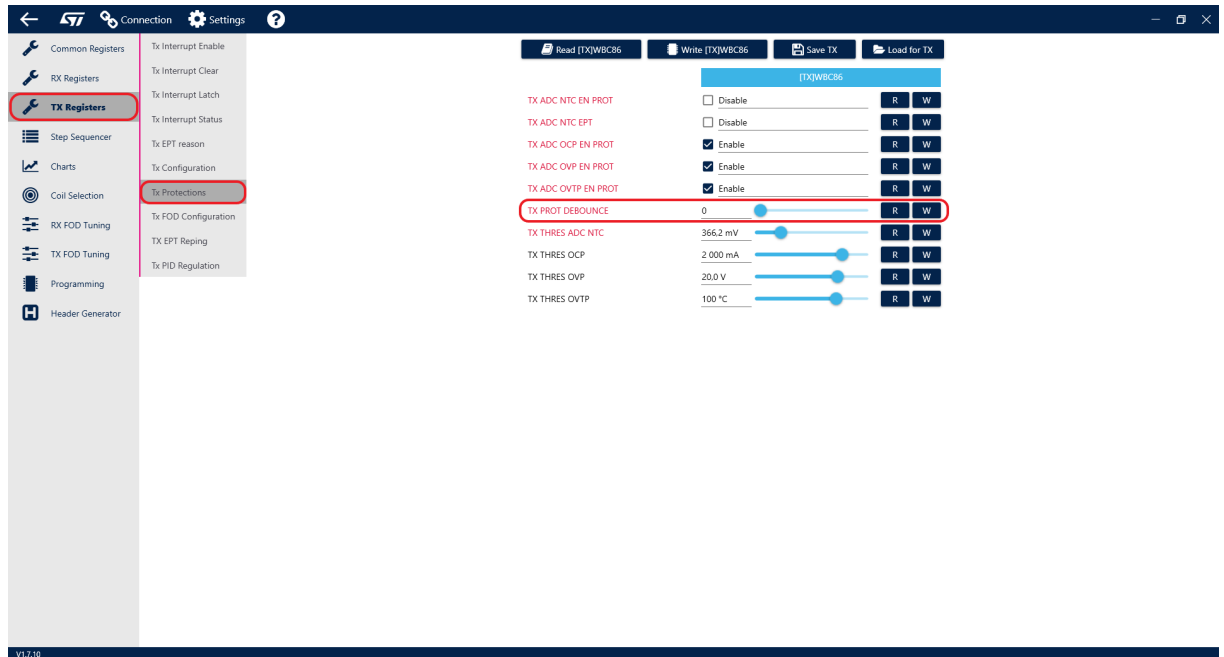 ST Connection Settings ?
Common Registers
RX Registers
TX Registers
Step Sequencer
Charts
Coil Selection
RX FOD Tuning
TX FOD Tuning
Programming
H Header Generator
Tx Interrupt Enable
Tx Interrupt Clear
Tx Interrupt Latch
Tx Interrupt Status
Tx EPT reason
Tx Configuration
Tx Protections
Tx FOD Configuration
TX EPT Reping
Tx PID Regulation
Read [TX]WBC86 Write [TX]WBC86 Save TX Load for TX
[TX]WBC86
TX ADC NTC EN PROT Disable R W
TX ADC NTC EPT Disable R W
TX ADC OCP EN PROT Enable R W
TX ADC OVP EN PROT Enable R W
TX ADC OVTP EN PROT Enable R W
TX PROT DEBOUNCE 0 R W
TX THRES ADC NTC 366,2 mV R W
TX THRES OCP 2 000 mA R W
TX THRES OVP 20,0 V R W
TX THRES OVTP 100 °C R W
V1.7.10